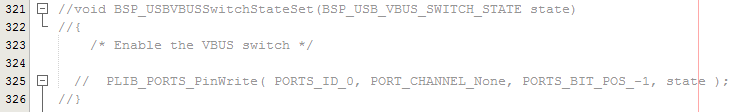 321 //void BSP_USBVBUSSwitchStateSet(BSP_USB_VBUS_SWITCH_STATE state)
322 //{
323 /* Enable the VBUS switch */
324
325 // PLIB_PORTS_PinWrite( PORTS_ID_0, PORT_CHANNEL_None, PORTS_BIT_POS_-1, state );
326 //}